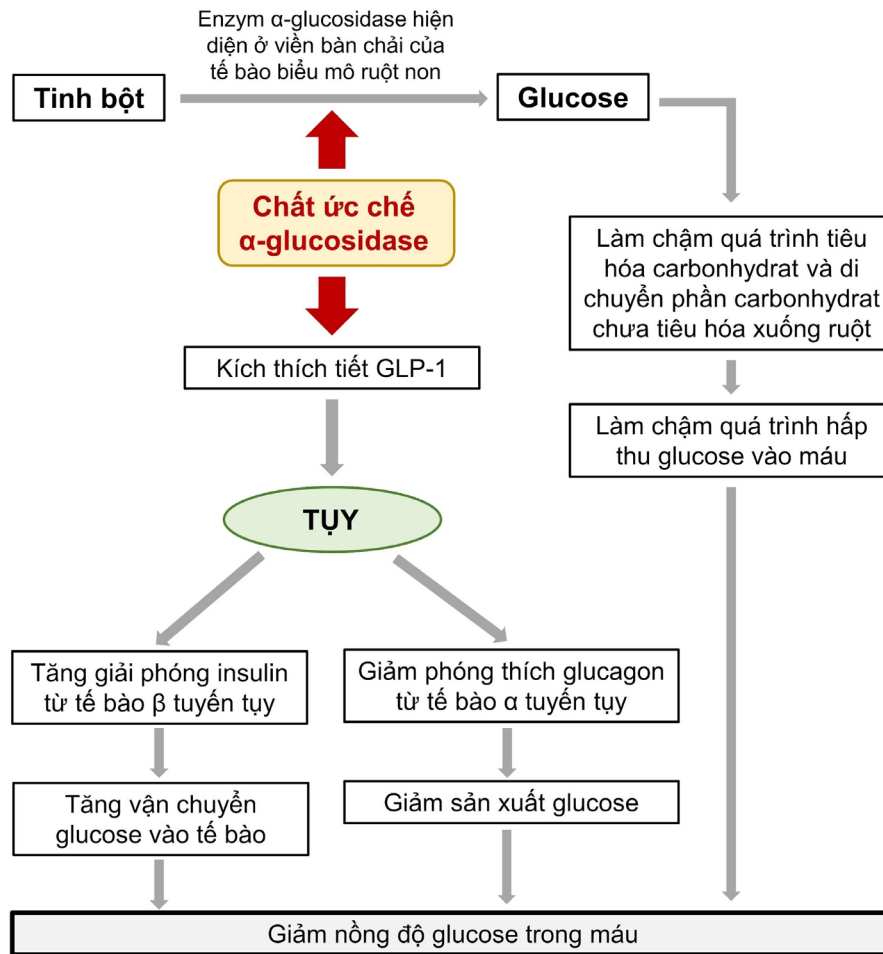 Enzym α-glucosidase hiện
diện ở viền bàn chải của
tế bào biểu mô ruột non
Tinh bột
Glucose
Chất ức chế
α-glucosidase
Làm chậm quá trình tiêu
hóa carbonhydrat và di
chuyển phần carbonhydrat
chưa tiêu hóa xuống ruột
Kích thích tiết GLP-1
Làm chậm quá trình hấp
thu glucose vào máu
TỤY
Tăng giải phóng insulin
từ tế bào β tuyến tụy
Giảm phóng thích glucagon
từ tế bào α tuyến tụy
Tăng vận chuyển
glucose vào tế bào
Giảm sản xuất glucose
Giảm nồng độ glucose trong máu